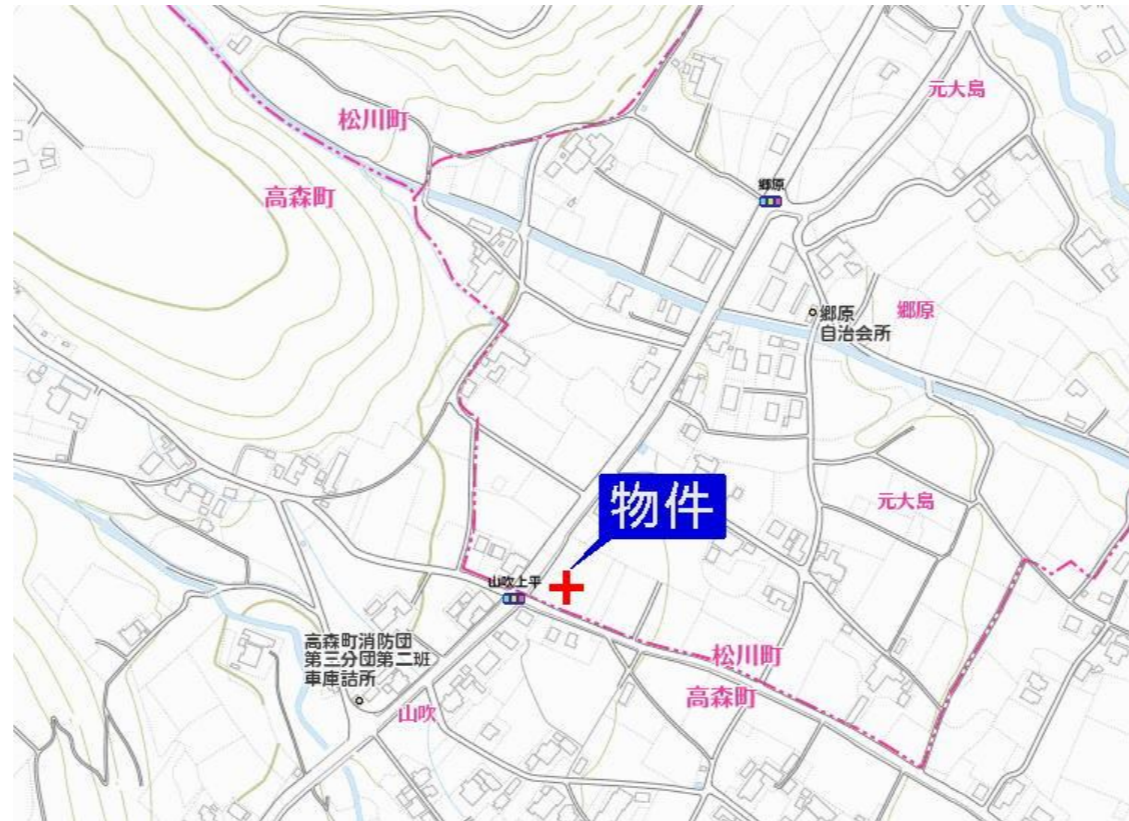 元大島
松川町
高森町
郷原
郷原
郷原
自治会所
物件
元大島
山吹上平
高森町消防団
第三分団第二班
車庫詰所
松川町
高森町
山吹